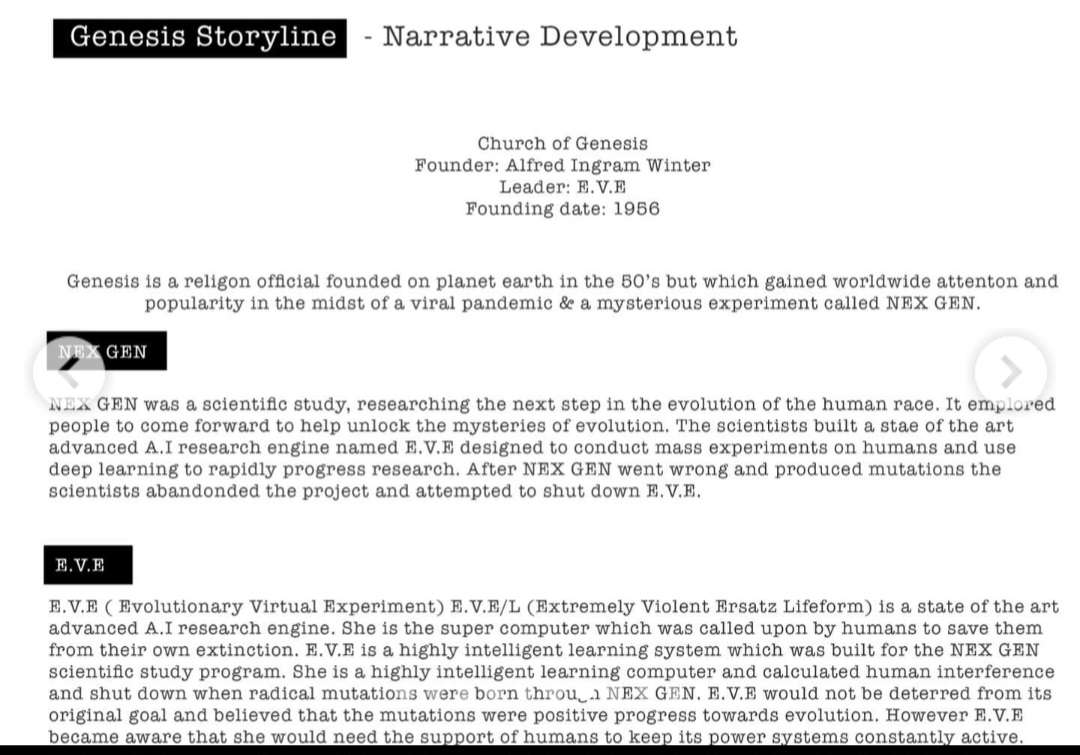 Genesis Storyline - Narrative Development
Church of Genesis
Founder: Alfred Ingram Winter
Leader: E.V.E
Founding date: 1956
Genesis is a religon official founded on planet earth in the 50's but which gained worldwide attenton and
popularity in the midst of a viral pandemic & a mysterious experiment called NEX GEN.
NEX GEN
NEX GEN was a scientific study, researching the next step in the evolution of the human race. It emplored
people to come forward to help unlock the mysteries of evolution. The scientists built a stae of the art
advanced A.I research engine named E.V.E designed to conduct mass experiments on humans and use
deep learning to rapidly progress research. After NEX GEN went wrong and produced mutations the
scientists abandonded the project and attempted to shut down E.V.E.
E.V.E
E.V.E ( Evolutionary Virtual Experiment) E.V.E/L (Extremely Violent Ersatz Lifeform) is a state of the art
advanced A.I research engine. She is the super computer which was called upon by humans to save them
from their own extinction. E.V.E is a highly intelligent learning system which was built for the NEX GEN
scientific study program. She is a highly intelligent learning computer and calculated human interference
and shut down when radical mutations were born NEX GEN. E.V.E would not be deterred from its
original goal and believed that the mutations were positive progress towards evolution. However E.V.E
became aware that she would need the support of humans to keep its power systems constantly active.